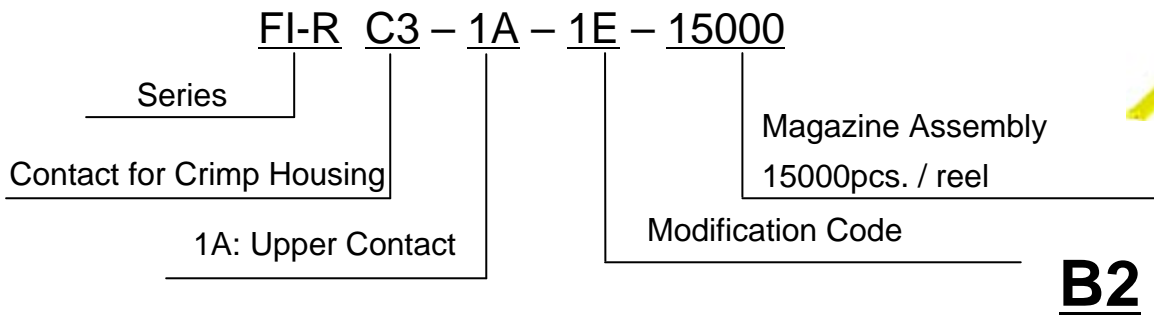 FI-R C3 – 1A – 1E – 15000
Series
Magazine Assembly
15000pcs. / reel
Contact for Crimp Housing
Modification Code
1A: Upper Contact
B2